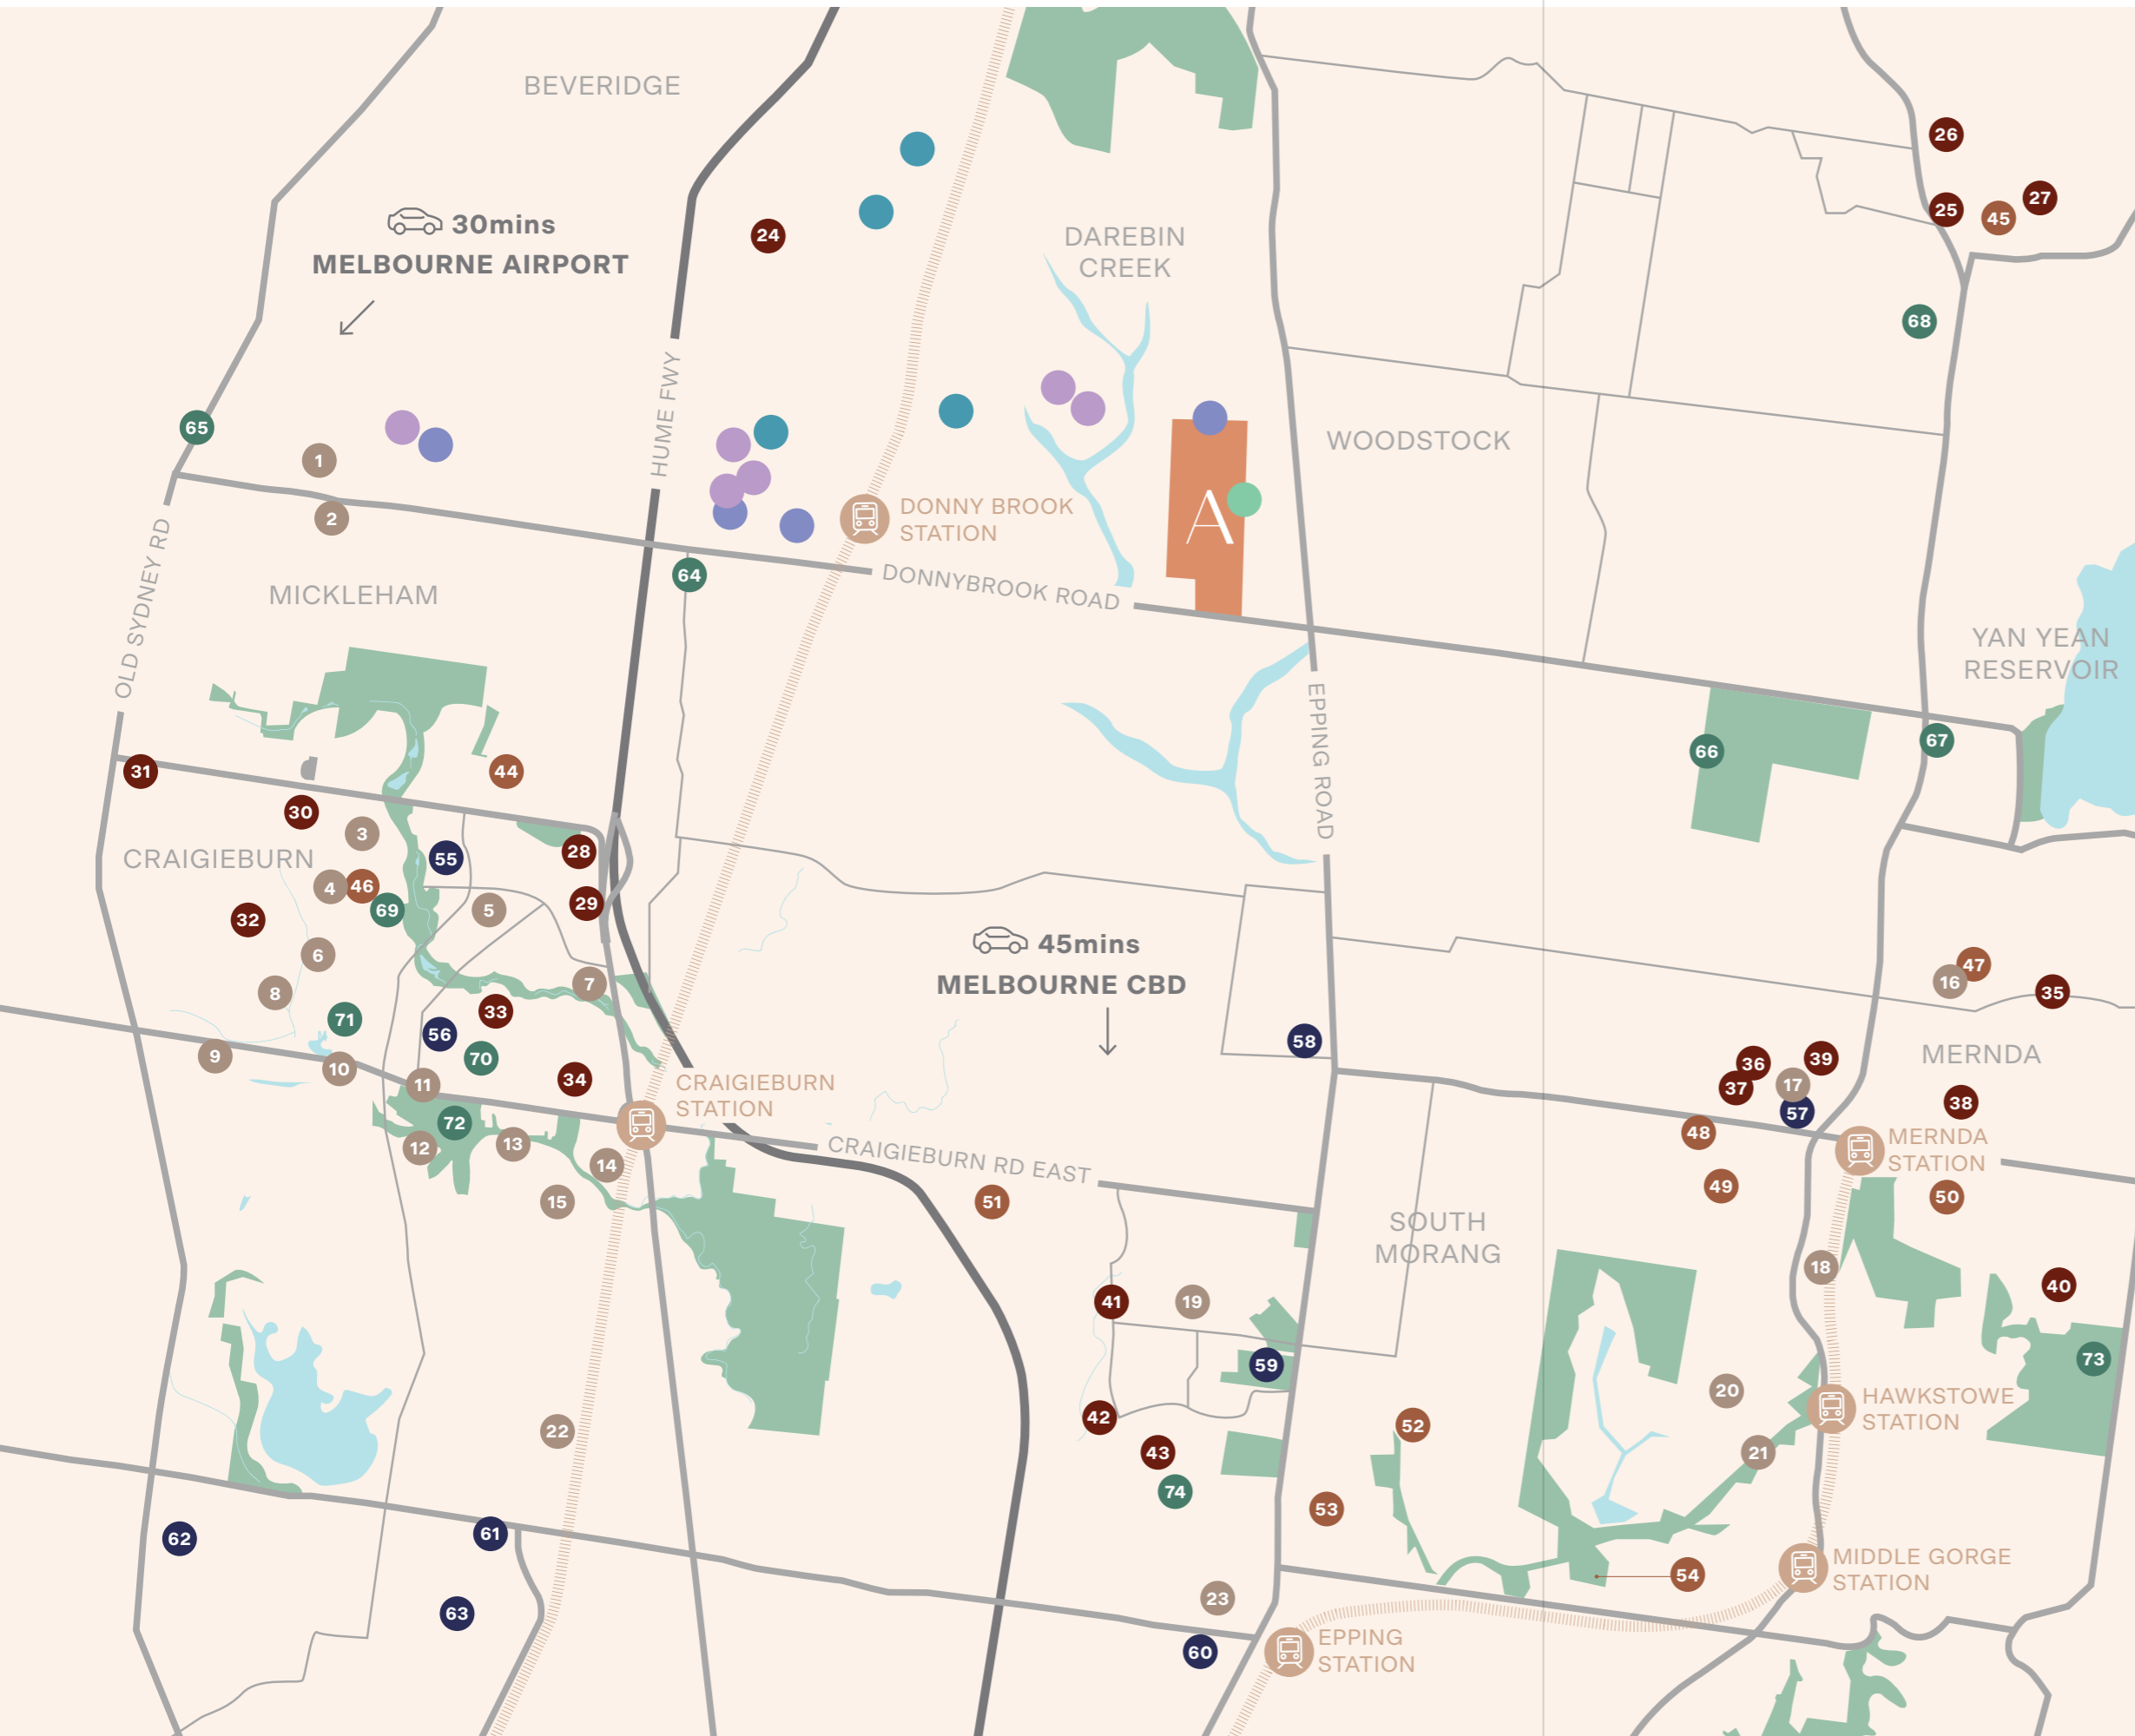 BEVERIDGE
26
27
25
45
30mins
MELBOURNE AIRPORT
24
DAREBIN
CREEK
68
HUME FWY
65
1
WOODSTOCK
2
DONNY BROOK
STATION
A
64
DONNYBROOK ROAD
MICKLEHAM
OLD SYDNEY RD
YAN YEAN
RESERVOIR
EPPING ROAD
66
67
31
44
30
3
28
CRAIGIEBURN
55
4
46
69
5
29
32
6
45mins
MELBOURNE CBD
7
8
47
16
35
33
71
56
58
9
70
10
11
34
36
39
37
17
57
MERNDA
38
CRAIGIEBURN
STATION
72
12
13
14
CRAIGIEBURN RD EAST
48
MERNDA
STATION
15
51
49
50
SOUTH
MORANG
18
40
41
19
59
73
20
HAWKSTOWE
STATION
42
22
52
43
21
74
53
62
61
MIDDLE GORGE
STATION
54
63
23
60
EPPING
STATION